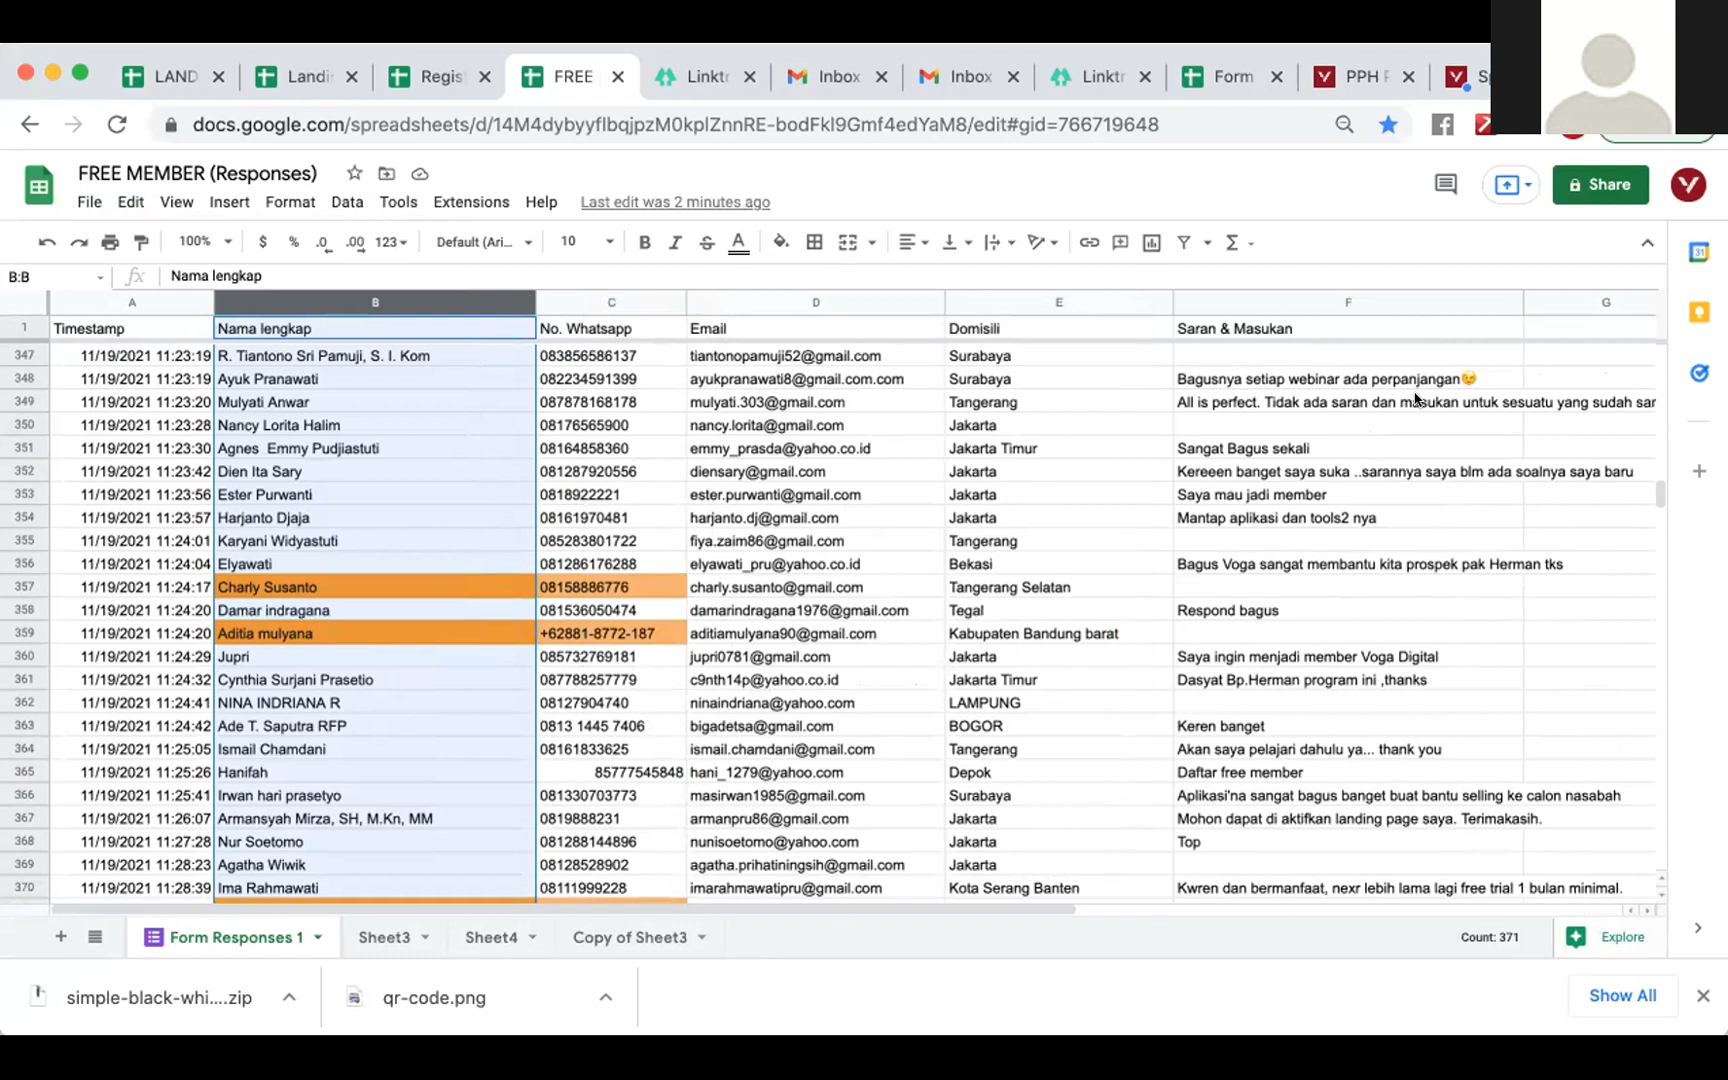 LAND
Landi
Regis
FREE
Linktr
Inbox
Inbox
Linktr
Form
PPH F
docs.google.com/spreadsheets/d/14M4dybyyflbqjpzM0kplZnnRE-bodFkl9Gmf4edYaM8/edit#gid=766719648
FREE MEMBER (Responses)
File Edit View Insert Format Data Tools Extensions Help Last edit was 2 minutes ago
Share
100% $ % .0 .00 123 Default (Ari... 10 B I S A
B:B fx Nama lengkap
A B C D E F G
1 Timestamp Nama lengkap No. Whatsapp Email Domisili Saran & Masukan
347 11/19/2021 11:23:19 R. Tiantono Sri Pamuji, S. I. Kom 083856586137 tiantonopamuji52@gmail.com Surabaya
348 11/19/2021 11:23:19 Ayuk Pranawati 082234591399 ayukpranawati8@gmail.com.com Surabaya Bagusnya setiap webinar ada perpanjangan😉
349 11/19/2021 11:23:20 Mulyati Anwar 087878168178 mulyati.303@gmail.com Tangerang All is perfect. Tidak ada saran dan masukan untuk sesuatu yang sudah sar
350 11/19/2021 11:23:28 Nancy Lorita Halim 08176565900 nancy.lorita@gmail.com Jakarta
351 11/19/2021 11:23:30 Agnes Emmy Pudjiastuti 08164858360 emmy_prasda@yahoo.co.id Jakarta Timur Sangat Bagus sekali
352 11/19/2021 11:23:42 Dien Ita Sary 081287920556 diensary@gmail.com Jakarta Kereeen banget saya suka ..sarannya saya blm ada soalnya saya baru
353 11/19/2021 11:23:56 Ester Purwanti 0818922221 ester.purwanti@gmail.com Jakarta Saya mau jadi member
354 11/19/2021 11:23:57 Harjanto Djaja 08161970481 harjanto.dj@gmail.com Jakarta Mantap aplikasi dan tools2 nya
355 11/19/2021 11:24:01 Karyani Widyastuti 085283801722 fiya.zaim86@gmail.com Tangerang
356 11/19/2021 11:24:04 Elyawati 081286176288 elyawati_pru@yahoo.co.id Bekasi Bagus Voga sangat membantu kita prospek pak Herman tks
357 11/19/2021 11:24:17 Charly Susanto 08158886776 charly.susanto@gmail.com Tangerang Selatan
358 11/19/2021 11:24:20 Damar indragana 081536050474 damarindragana1976@gmail.com Tegal Respond bagus
359 11/19/2021 11:24:20 Aditia mulyana +62881-8772-187 aditiamulyana90@gmail.com Kabupaten Bandung barat
360 11/19/2021 11:24:29 Jupri 085732769181 jupri0781@gmail.com Jakarta Saya ingin menjadi member Voga Digital
361 11/19/2021 11:24:32 Cynthia Surjani Prasetio 087788257779 c9nth14p@yahoo.co.id Jakarta Timur Dasyat Bp.Herman program ini ,thanks
362 11/19/2021 11:24:41 NINA INDRIANA R 08127904740 ninaindriana@yahoo.com LAMPUNG
363 11/19/2021 11:24:42 Ade T. Saputra RFP 0813 1445 7406 bigadetsa@gmail.com BOGOR Keren banget
364 11/19/2021 11:25:05 Ismail Chamdani 08161833625 ismail.chamdani@gmail.com Tangerang Akan saya pelajari dahulu ya... thank you
365 11/19/2021 11:25:26 Hanifah 85777545848 hani_1279@yahoo.com Depok Daftar free member
366 11/19/2021 11:25:41 Irwan hari prasetyo 081330703773 masirwan1985@gmail.com Surabaya Aplikasi'na sangat bagus banget buat bantu selling ke calon nasabah
367 11/19/2021 11:26:07 Armansyah Mirza, SH, M.Kn, MM 0819888231 armanpru86@gmail.com Jakarta Mohon dapat di aktifkan landing page saya. Terimakasih.
368 11/19/2021 11:27:28 Nur Soetomo 081288144896 nunisoetomo@yahoo.com Jakarta Top
369 11/19/2021 11:28:23 Agatha Wiwik 08128528902 agatha.prihatiningsih@gmail.com Jakarta
370 11/19/2021 11:28:39 Ima Rahmawati 08111999228 imarahmawatipru@gmail.com Kota Serang Banten Kwren dan bermanfaat, nexr lebih lama lagi free trial 1 bulan minimal.
Form Responses 1 Sheet3 Sheet4 Copy of Sheet3 Count: 371 Explore
simple-black-whi....zip qr-code.png Show All